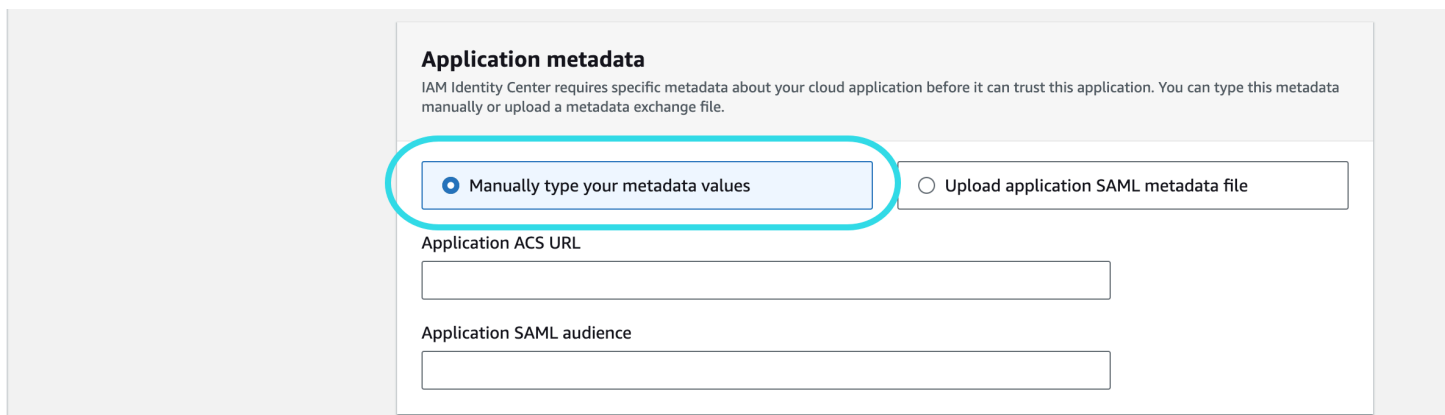 Application metadata
IAM Identity Center requires specific metadata about your cloud application before it can trust this application. You can type this metadata
manually or upload a metadata exchange file.
Manually type your metadata values
Upload application SAML metadata file
Application ACS URL
Application SAML audience